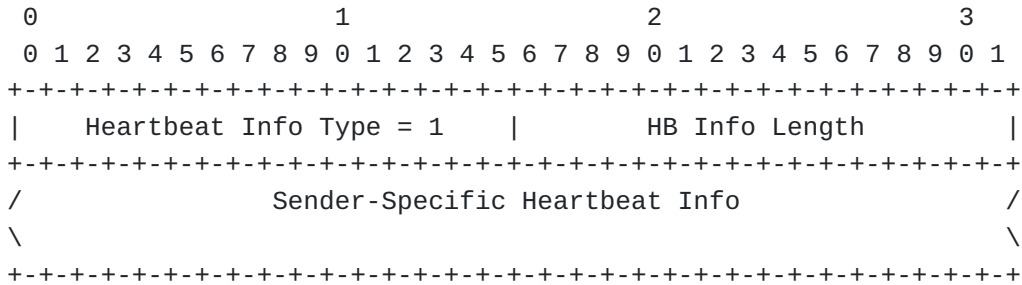 0                   1                   2                   3
 0 1 2 3 4 5 6 7 8 9 0 1 2 3 4 5 6 7 8 9 0 1 2 3 4 5 6 7 8 9 0 1
+-+-+-+-+-+-+-+-+-+-+-+-+-+-+-+-+-+-+-+-+-+-+-+-+-+-+-+-+-+-+-+-+
|    Heartbeat Info Type = 1    |        HB Info Length         |
+-+-+-+-+-+-+-+-+-+-+-+-+-+-+-+-+-+-+-+-+-+-+-+-+-+-+-+-+-+-+-+-+
/                Sender-Specific Heartbeat Info                 /
\                                                               \
+-+-+-+-+-+-+-+-+-+-+-+-+-+-+-+-+-+-+-+-+-+-+-+-+-+-+-+-+-+-+-+-+